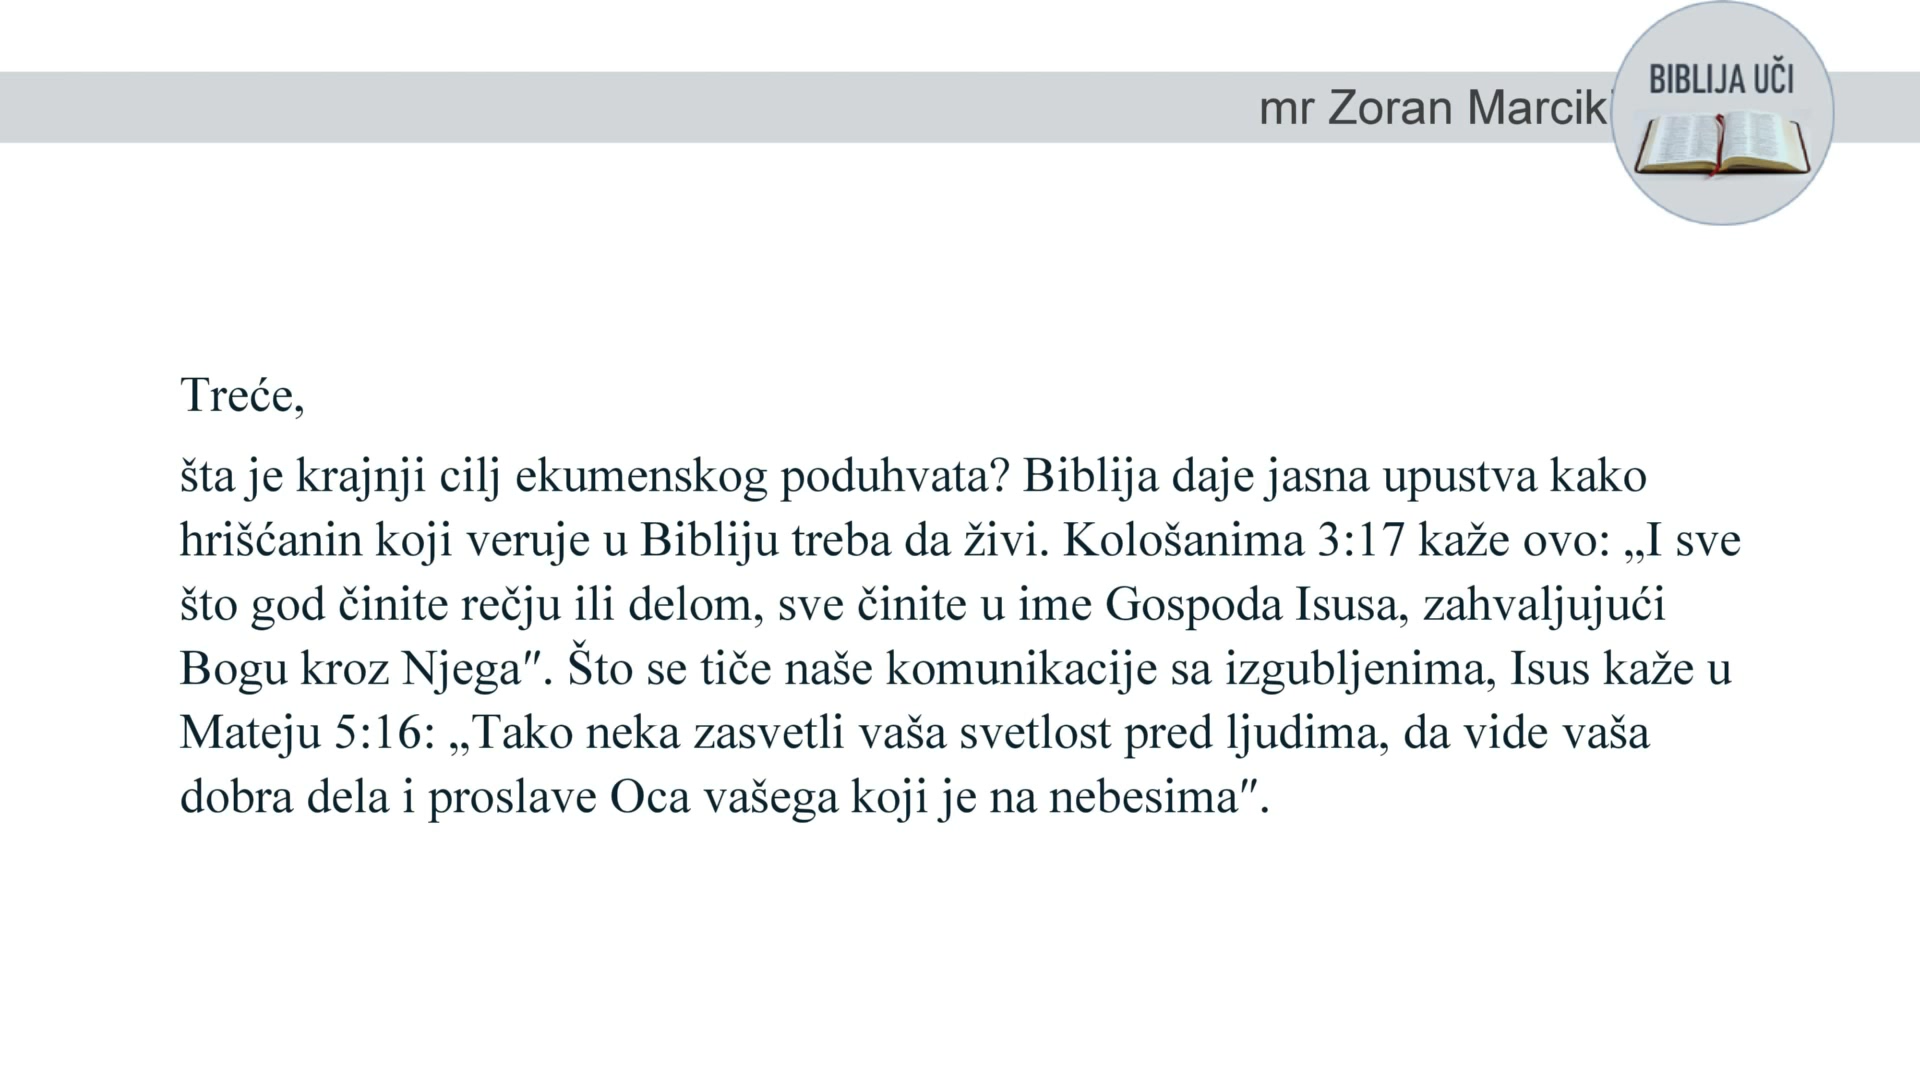 mr Zoran Marcik
BIBLIJA UČI
Treće,
šta je krajnji cilj ekumenskog poduhvata? Biblija daje jasna upustva kako
hrišćanin koji veruje u Bibliju treba da živi. Kološanima 3:17 kaže ovo: „I sve
što god činite rečju ili delom, sve činite u ime Gospoda Isusa, zahvaljujući
Bogu kroz Njega″. Što se tiče naše komunikacije sa izgubljenima, Isus kaže u
Mateju 5:16: „Tako neka zasvetli vaša svetlost pred ljudima, da vide vaša
dobra dela i proslave Oca vašega koji je na nebesima″.